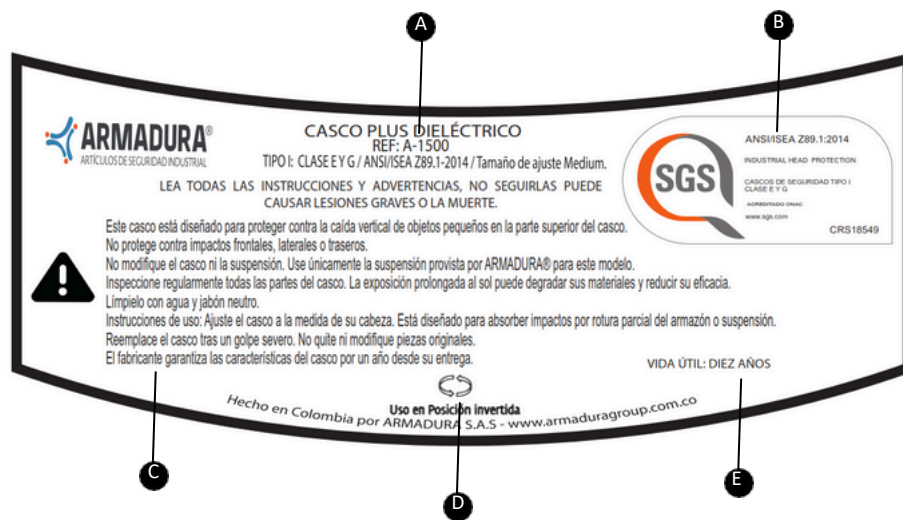 A
B
ARMADURA®
ARTÍCULOS DE SEGURIDAD INDUSTRIAL
CASCO PLUS DIELÉCTRICO
REF: A-1500
TIPO I: CLASE E Y G / ANSI/ISEA Z89.1-2014 / Tamaño de ajuste Medium.
LEA TODAS LAS INSTRUCCIONES Y ADVERTENCIAS, NO SEGUIRLAS PUEDE
CAUSAR LESIONES GRAVES O LA MUERTE.
SGS
ANSI/ISEA Z89.1:2014
INDUSTRIAL HEAD PROTECTION
CASCOS DE SEGURIDAD TIPO I
CLASE E Y G
ACREDITADO ONAC
www.sgs.com
CRS18549
Este casco está diseñado para proteger contra la caída vertical de objetos pequeños en la parte superior del casco.
No protege contra impactos frontales, laterales o traseros.
No modifique el casco ni la suspensión. Use únicamente la suspensión provista por ARMADURA® para este modelo.
Inspeccione regularmente todas las partes del casco. La exposición prolongada al sol puede degradar sus materiales y reducir su eficacia.
Límpielo con agua y jabón neutro.
Instrucciones de uso: Ajuste el casco a la medida de su cabeza. Está diseñado para absorber impactos por rotura parcial del armazón o suspensión.
Reemplace el casco tras un golpe severo. No quite ni modifique piezas originales.
El fabricante garantiza las características del casco por un año desde su entrega.
VIDA ÚTIL: DIEZ AÑOS
Uso en Posición invertida
Hecho en Colombia por ARMADURA S.A.S - www.armaduragroup.com.co
C
D
E